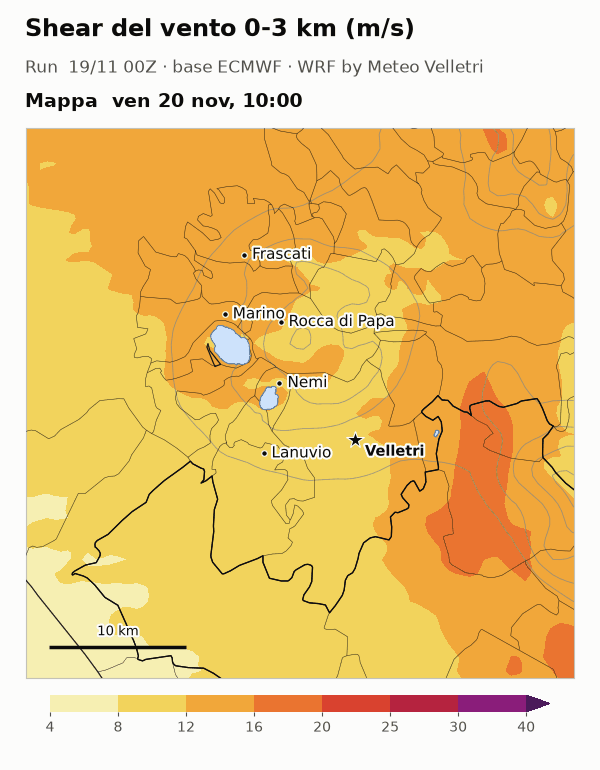 Shear del vento 0-3 km (m/s)
Run  19/11 00Z · base ECMWF · WRF by Meteo Velletri
Mappa  ven 20 nov, 10:00
Frascati
Marino
Rocca di Papa
Nemi
Velletri
Lanuvio
10 km
4 8 12 16 20 25 30 40